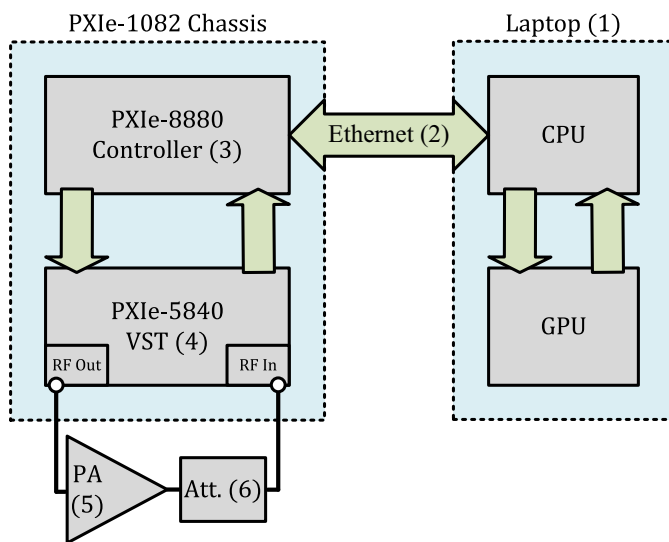 PXIe-1082 Chassis
Laptop (1)
PXIe-8880
Controller (3)
Ethernet (2)
CPU
PXIe-5840
VST (4)
GPU
RF Out
RF In
PA
(5)
Att. (6)